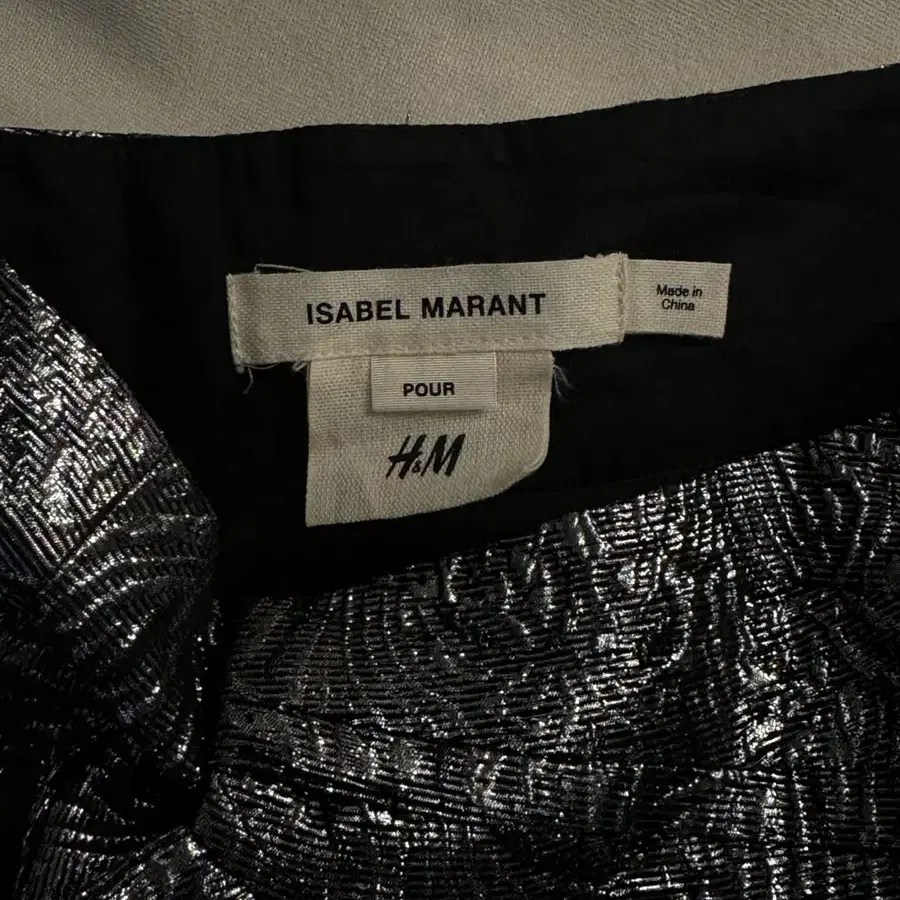 ISABEL MARANT
Made in
China
POUR
H&M